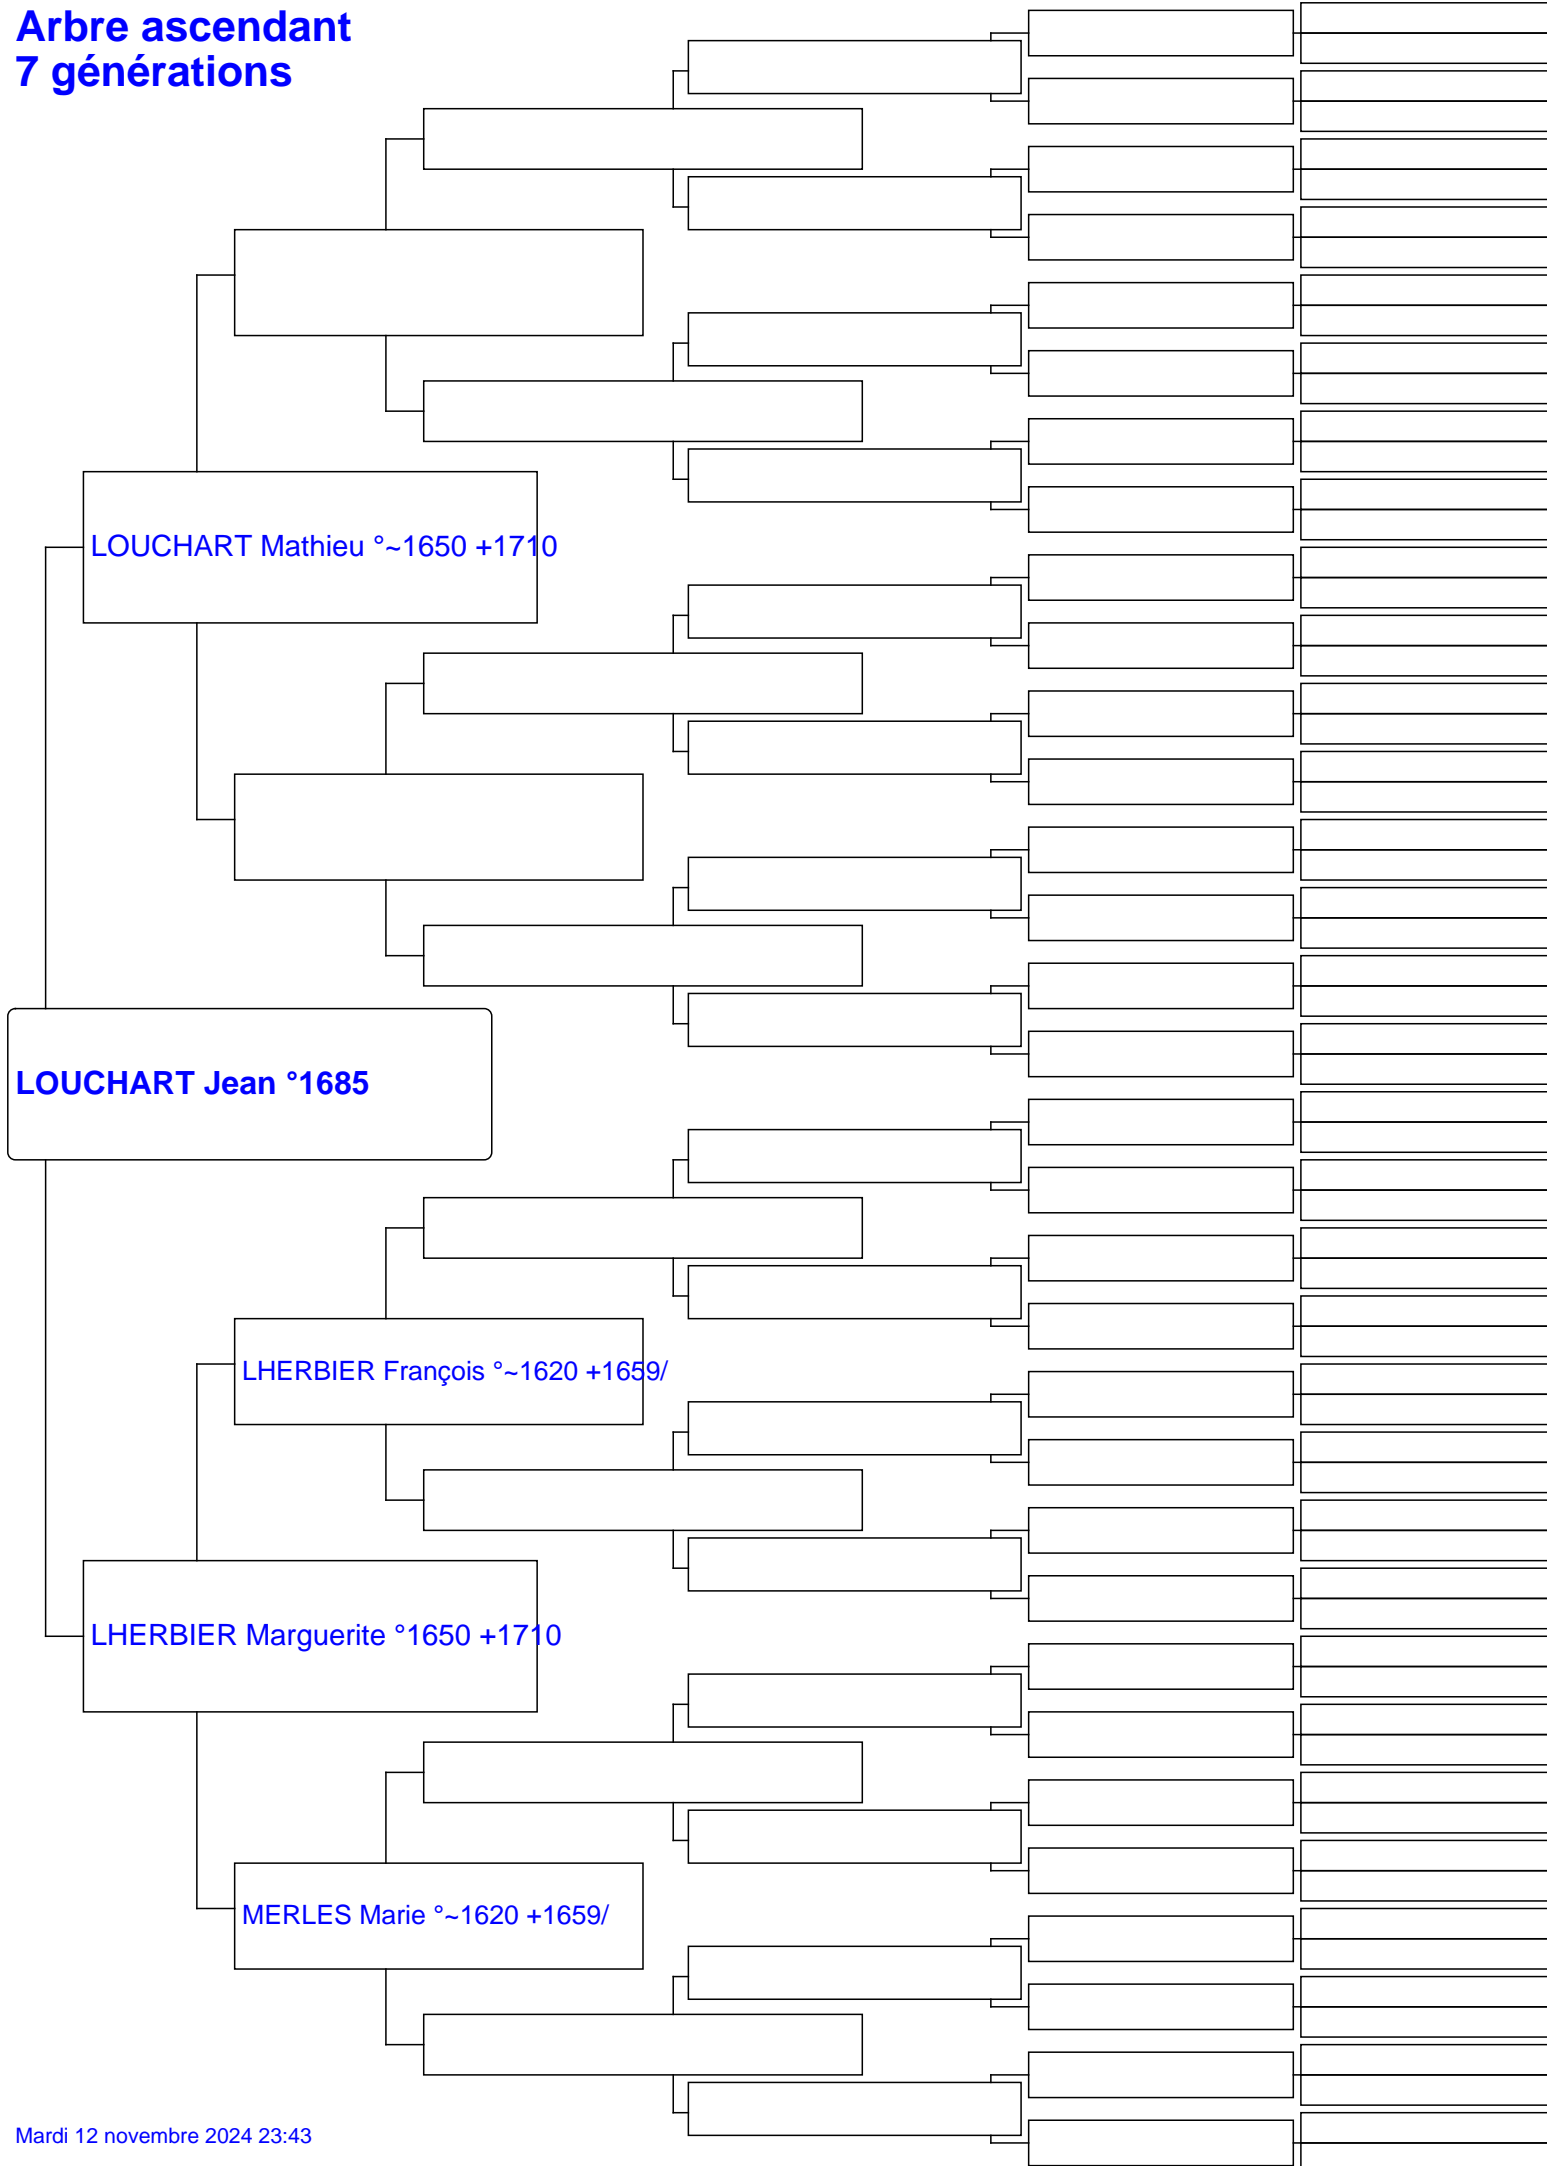 Arbre ascendant
7 générations
LOUCHART Mathieu °~1650 +1710
LOUCHART Jean °1685
LHERBIER François °~1620 +1659/
LHERBIER Marguerite °1650 +1710
MERLES Marie °~1620 +1659/
Mardi 12 novembre 2024 23:43